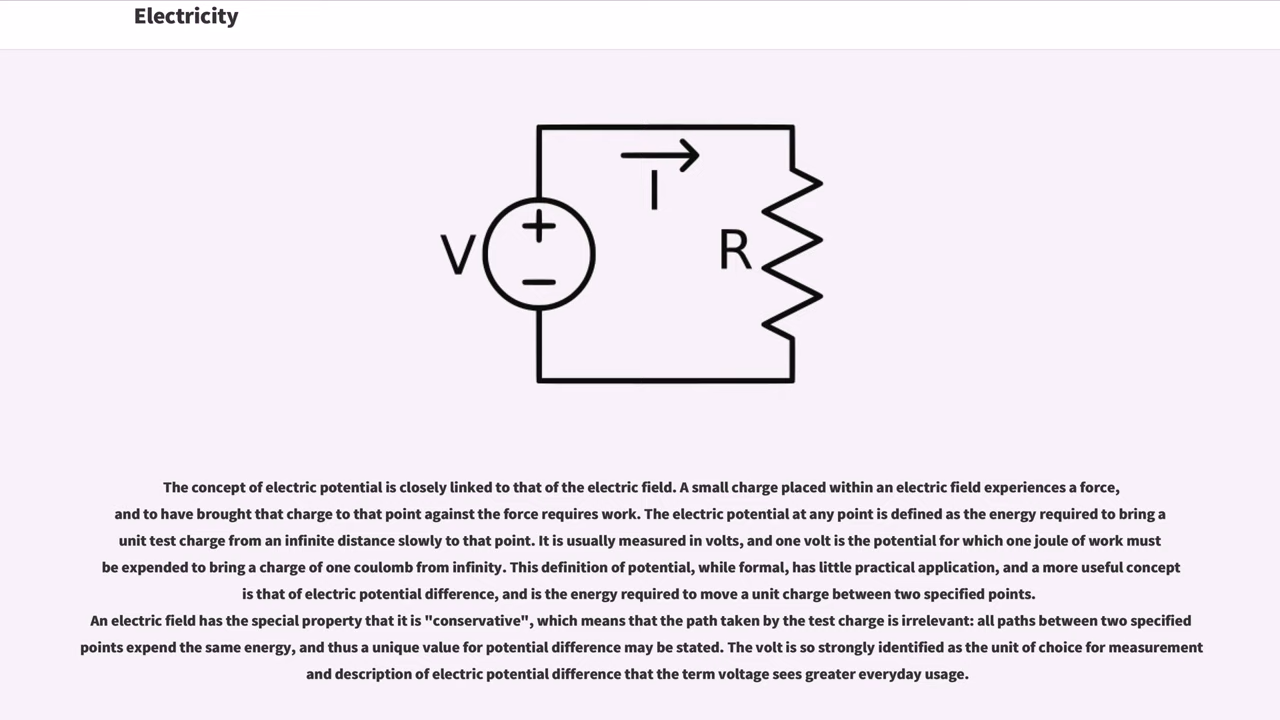 Electricity
I
V
R
The concept of electric potential is closely linked to that of the electric field. A small charge placed within an electric field experiences a force,
and to have brought that charge to that point against the force requires work. The electric potential at any point is defined as the energy required to bring a
unit test charge from an infinite distance slowly to that point. It is usually measured in volts, and one volt is the potential for which one joule of work must
be expended to bring a charge of one coulomb from infinity. This definition of potential, while formal, has little practical application, and a more useful concept
is that of electric potential difference, and is the energy required to move a unit charge between two specified points.
An electric field has the special property that it is "conservative", which means that the path taken by the test charge is irrelevant: all paths between two specified
points expend the same energy, and thus a unique value for potential difference may be stated. The volt is so strongly identified as the unit of choice for measurement
and description of electric potential difference that the term voltage sees greater everyday usage.